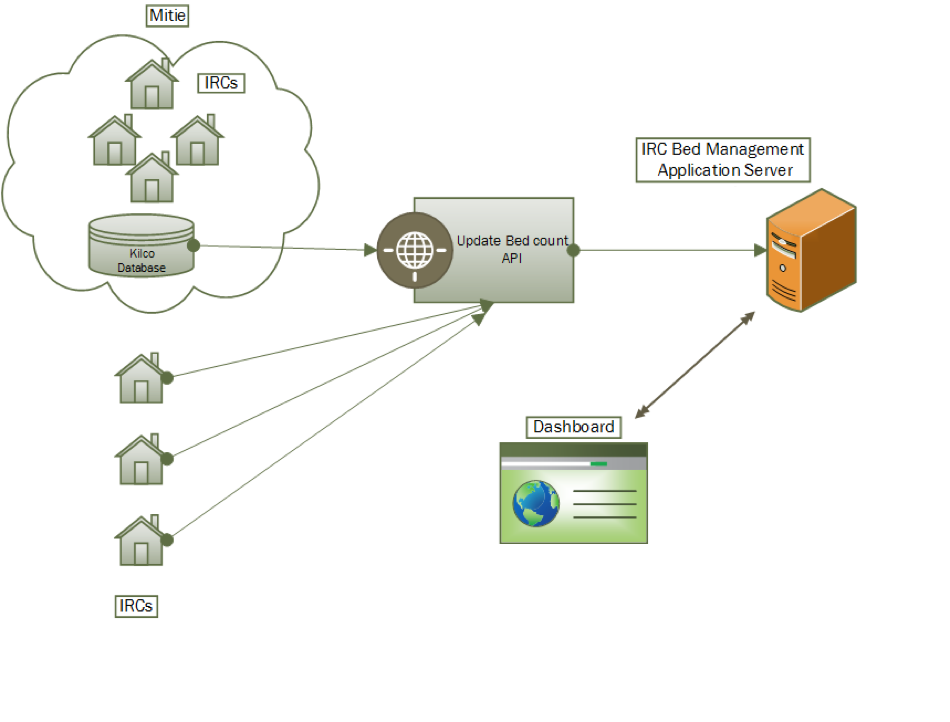 Mitie
IRCs
Kilco
Database
Update Bed count
API
IRC Bed Management
Application Server
Dashboard
IRCs